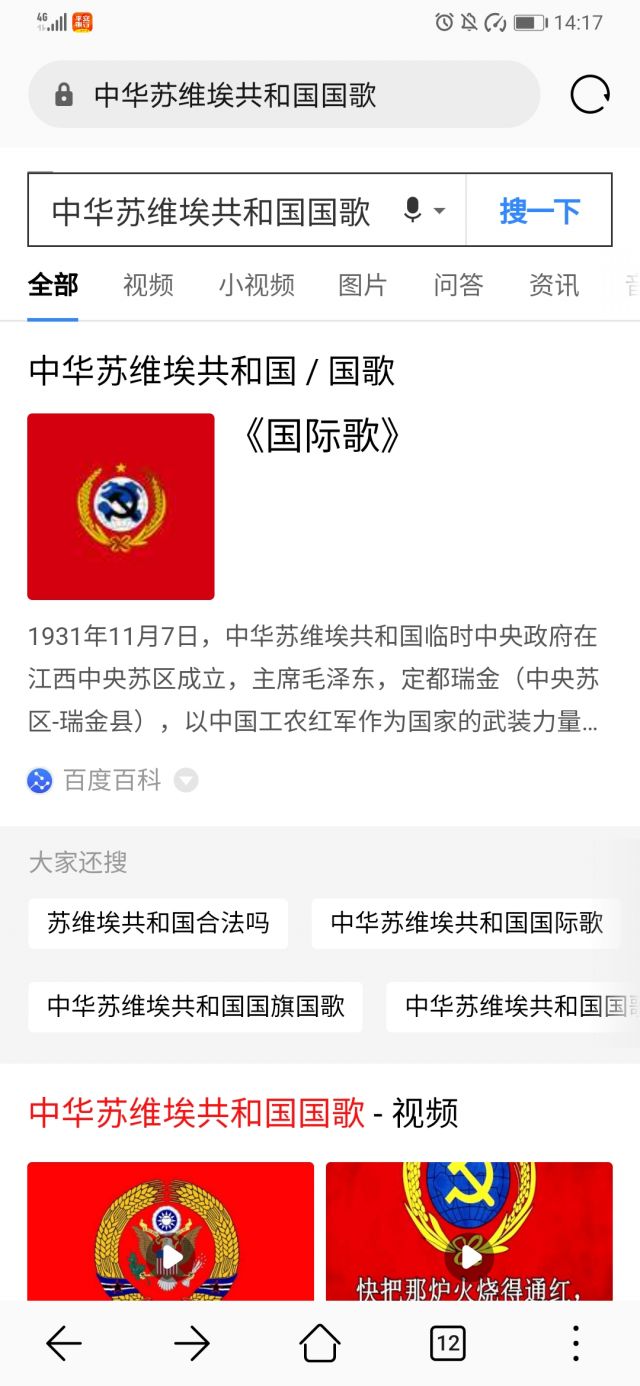 4G
14:17
中华苏维埃共和国国歌
中华苏维埃共和国国歌
搜一下
全部 视频 小视频 图片 问答 资讯
中华苏维埃共和国 / 国歌
《国际歌》
1931年11月7日，中华苏维埃共和国临时中央政府在
江西中央苏区成立，主席毛泽东，定都瑞金（中央苏
区-瑞金县），以中国工农红军作为国家的武装力量...
百度百科
大家还搜
苏维埃共和国合法吗 中华苏维埃共和国国际歌
中华苏维埃共和国国旗国歌 中华苏维埃共和国国
中华苏维埃共和国国歌 - 视频
快把那炉火烧得通红，
12